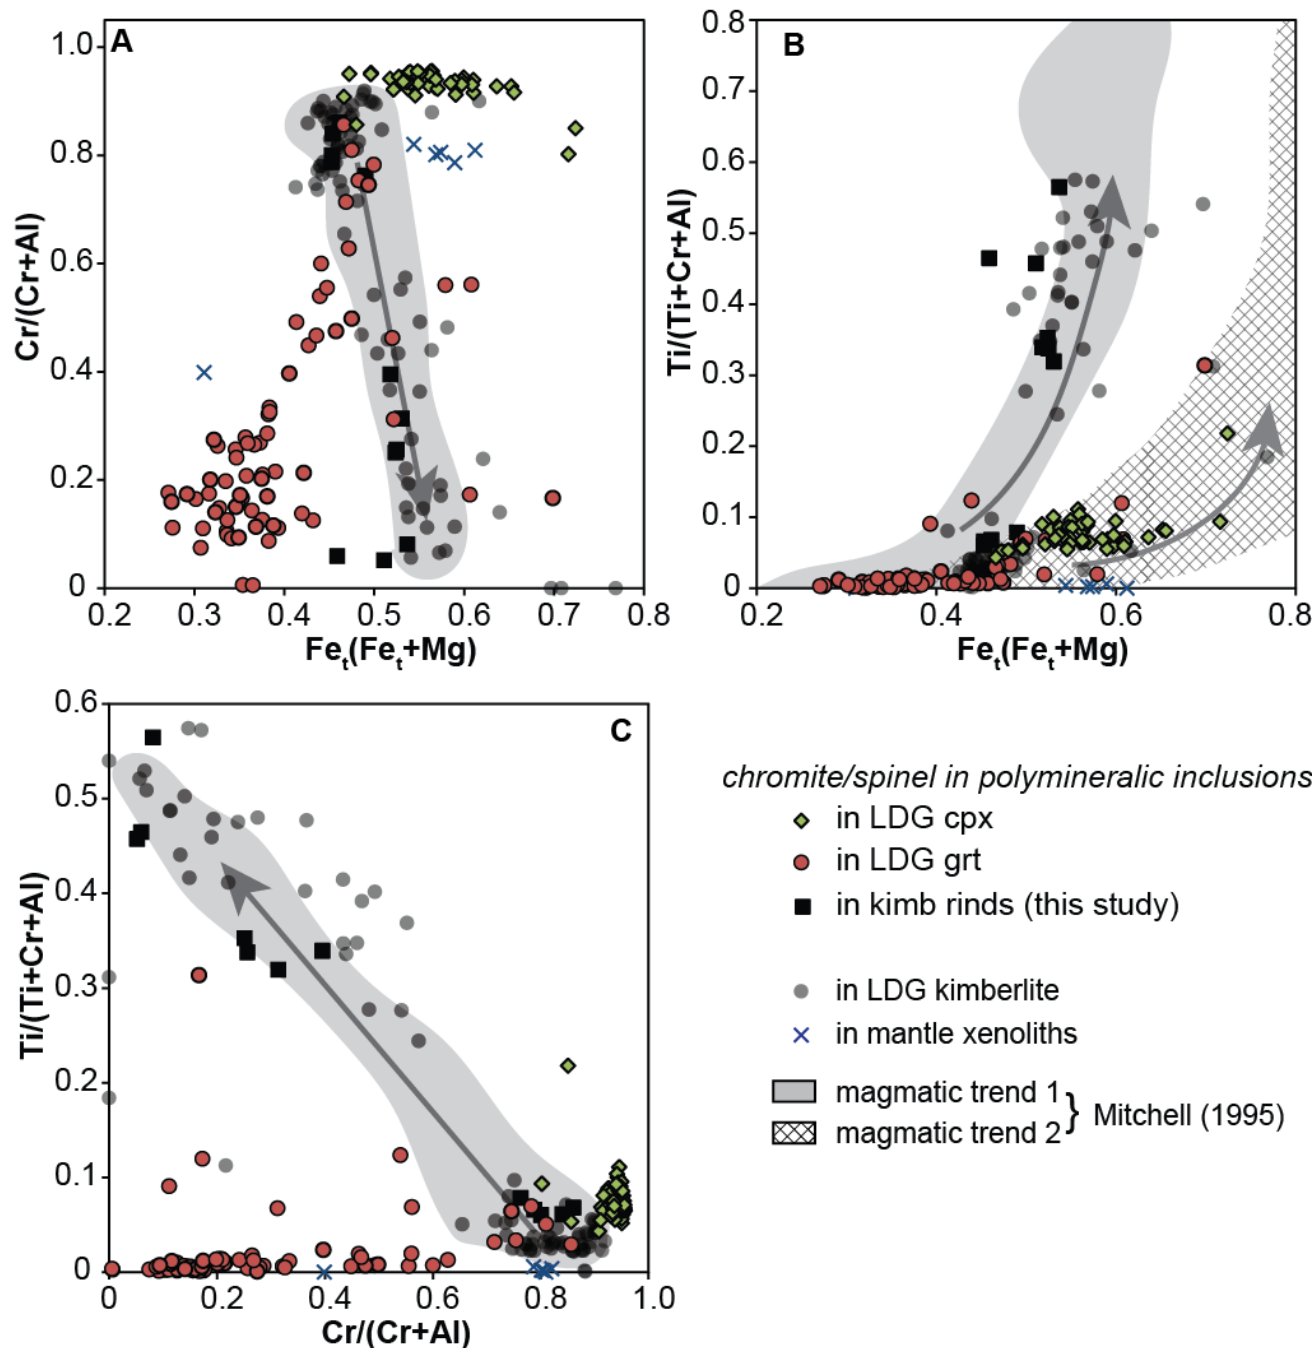 A
1.0
0.8
0.6
0.4
0.2
0
Cr/(Cr+Al)
0.2
0.3
0.4
0.5
0.6
0.7
0.8
Fet(Fet+Mg)
B
0.8
0.7
0.6
0.5
0.4
0.3
0.2
0.1
0
Ti/(Ti+Cr+Al)
0.2
0.4
0.6
0.8
Fet(Fet+Mg)
C
0.6
0.5
0.4
0.3
0.2
0.1
0
Ti/(Ti+Cr+Al)
0
0.2
0.4
0.6
0.8
1.0
Cr/(Cr+Al)
chromite/spinel in polymineralic inclusions
in LDG cpx
in LDG grt
in kimb rinds (this study)
in LDG kimberlite
in mantle xenoliths
magmatic trend 1
magmatic trend 2
} Mitchell (1995)